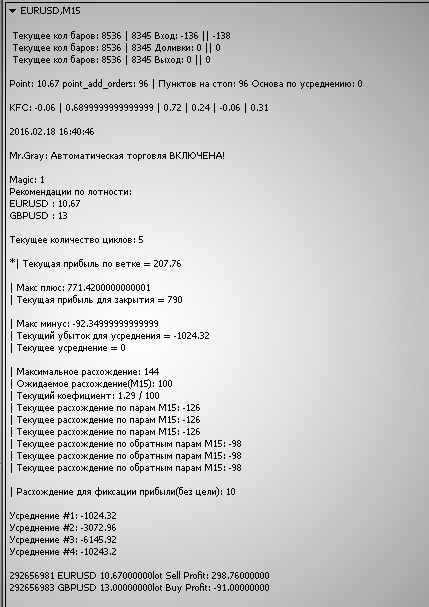 EURUSD,M15
Текущее кол баров: 8536 | 8345 Вход: -136 || -138
Текущее кол баров: 8536 | 8345 Доливки: 0 || 0
Текущее кол баров: 8536 | 8345 Выход: 0 || 0
Point: 10.67 point_add_orders: 96 | Пунктов на стоп: 96 Основа по усреднению: 0
KFC: -0.06 | 0.6899999999999999 | 0.72 | 0.24 | -0.06 | 0.31
2016.02.18 16:40:46
Mr.Gray: Автоматическая торговля ВКЛЮЧЕНА!
Magic: 1
Рекомендации по лотности:
EURUSD : 10.67
GBPUSD : 13
Текущее количество циклов: 5
*| Текущая прибыль по ветке = 207.76
| Макс плюс: 771.4200000000001
| Текущая прибыль для закрытия = 790
| Макс минус: -92.34999999999999
| Текущий убыток для усреднения = -1024.32
| Текущее усреднение = 0
| Максимальное расхождение: 144
| Ожидаемое расхождение(M15): 100
| Текущий коефициент: 1.29 / 100
| Текущее расхождение по парам M15: -126
| Текущее расхождение по парам M15: -126
| Текущее расхождение по парам M15: -126
| Текущее расхождение по обратным парам M15: -98
| Текущее расхождение по обратным парам M15: -98
| Текущее расхождение по обратным парам M15: -98
| Расхождение для фиксации прибыли(без цели): 10
Усреднение #1: -1024.32
Усреднение #2: -3072.96
Усреднение #3: -6145.92
Усреднение #4: -10243.2
292656981 EURUSD 10.67000000lot Sell Profit: 298.76000000
292656983 GBPUSD 13.00000000lot Buy Profit: -91.00000000